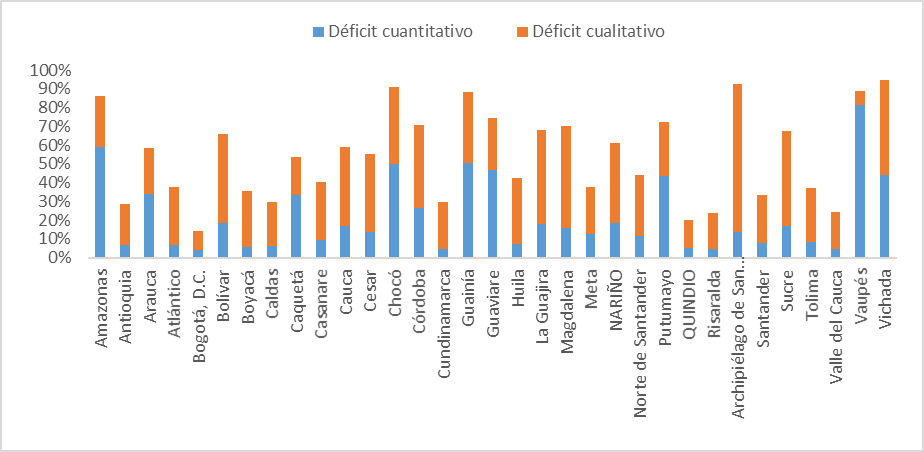 Déficit cuantitativo
Déficit cualitativo
100%
90%
80%
70%
60%
50%
40%
30%
20%
10%
0%
Amazonas
Antioquia
Arauca
Atlántico
Bogotá, D.C.
Bolívar
Boyacá
Caldas
Caquetá
Casanare
Cauca
Cesar
Chocó
Córdoba
Cundinamarca
Guainía
Guaviare
Huila
La Guajira
Magdalena
Meta
NARIÑO
Norte de Santander
Putumayo
QUINDIO
Risaralda
Archipiélago de San...
Santander
Sucre
Tolima
Valle del Cauca
Vaupés
Vichada